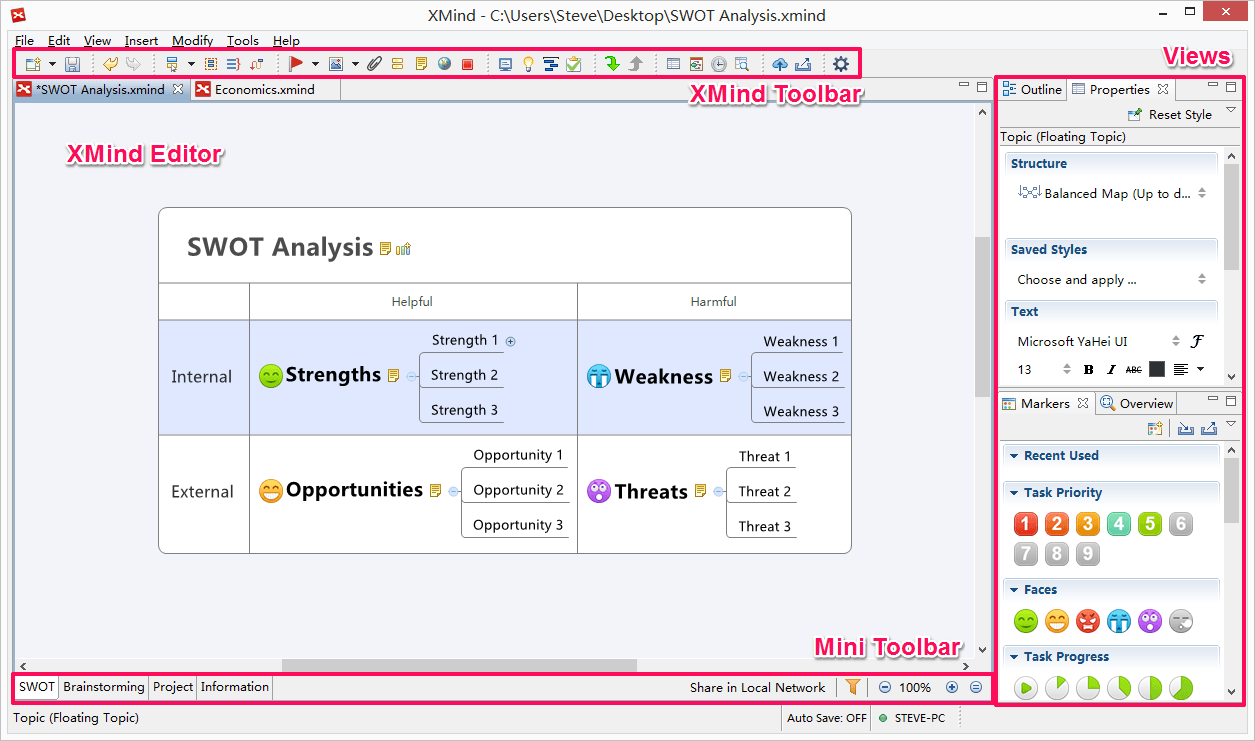 XMind - C:\Users\Steve\Desktop\SWOT Analysis.xmind
File Edit View Insert Modify Tools Help
Views
*SWOT Analysis.xmind Economics.xmind
XMind Toolbar
Outline Properties
Reset Style
XMind Editor
Topic (Floating Topic)
Structure
Balanced Map (Up to d...
Saved Styles
Choose and apply ...
Text
Microsoft YaHei UI
13 B I ABC
SWOT Analysis
Helpful Harmful
Internal
Strengths
Strength 1
Strength 2
Strength 3
Weakness
Weakness 1
Weakness 2
Weakness 3
External
Opportunities
Opportunity 1
Opportunity 2
Opportunity 3
Threats
Threat 1
Threat 2
Threat 3
Markers Overview
Recent Used
Task Priority
1 2 3 4 5 6
7 8 9
Faces
Task Progress
Mini Toolbar
SWOT Brainstorming Project Information Share in Local Network 100%
Topic (Floating Topic) Auto Save: OFF STEVE-PC